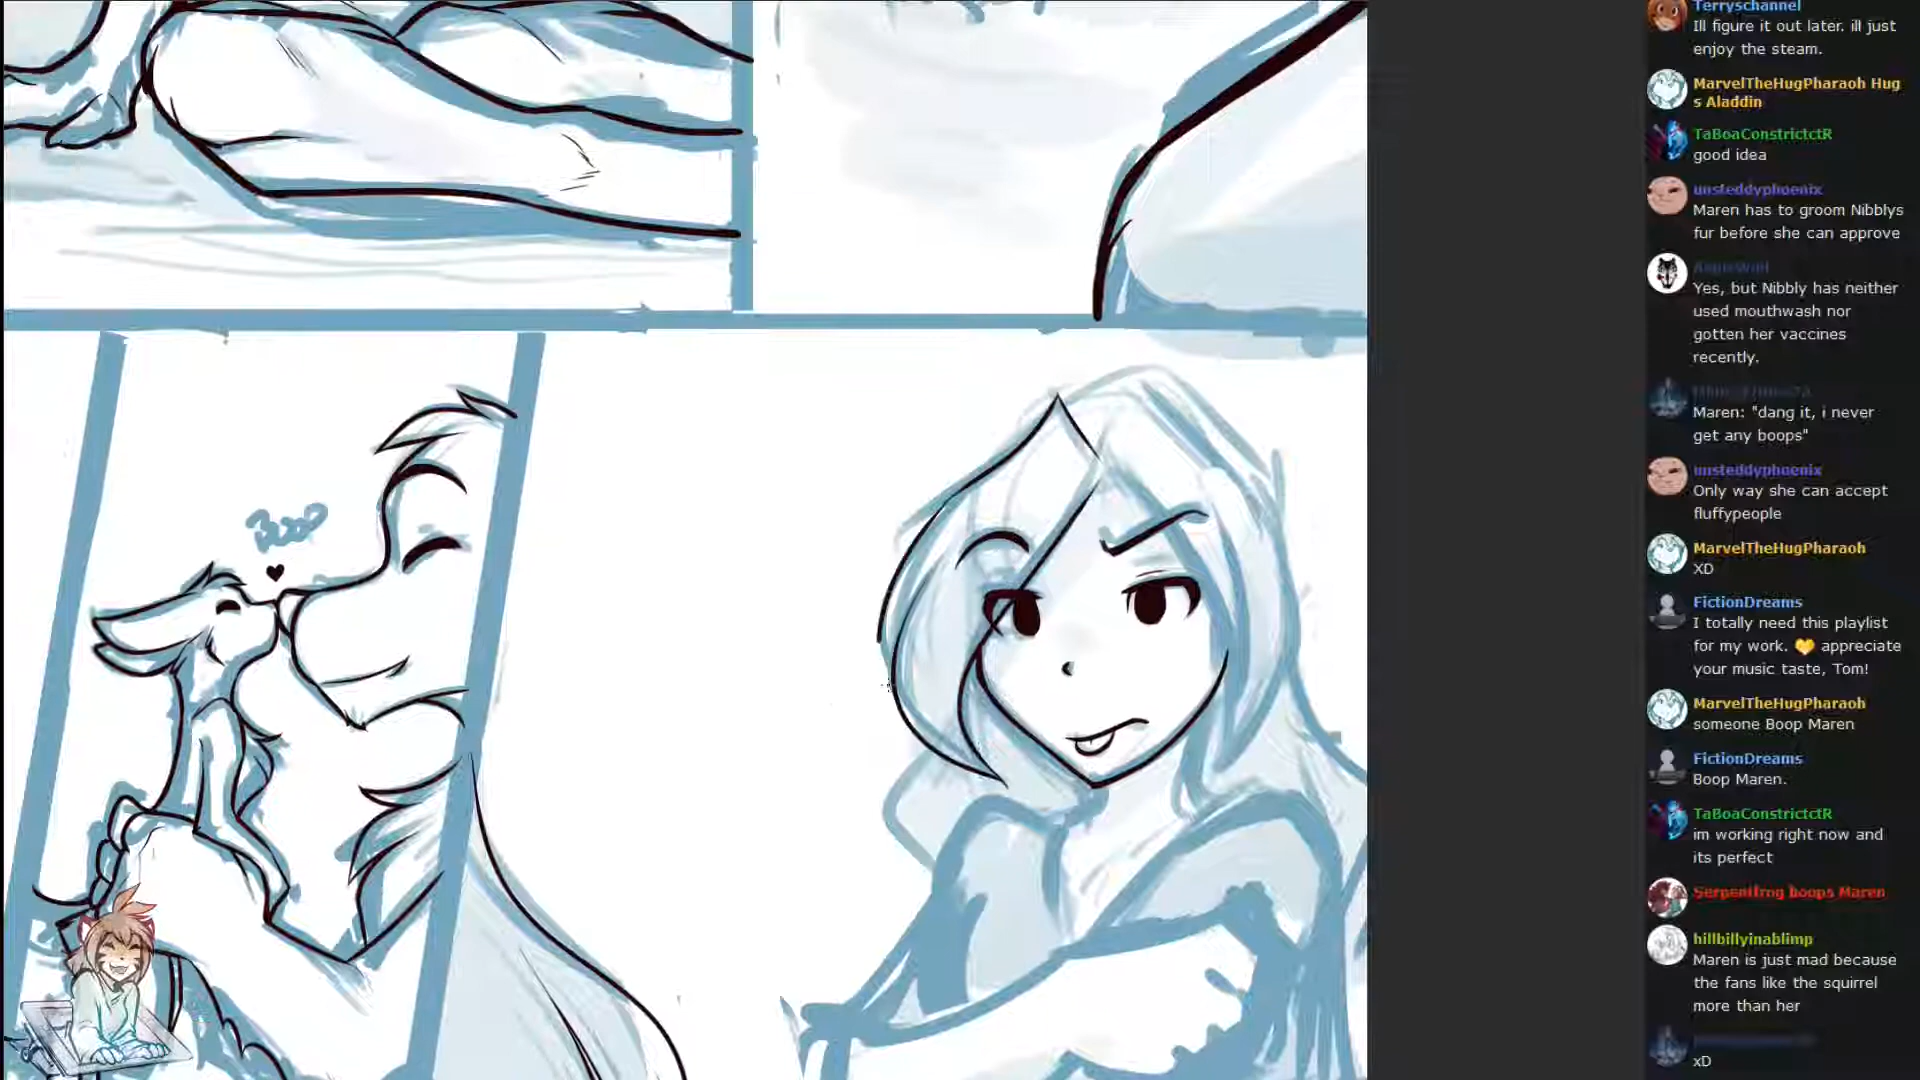 Boop
Terryschannel
Ill figure it out later. ill just
enjoy the steam.
MarvelTheHugPharaoh Hug
s Aladdin
TaBoaConstrictctR
good idea
unsteddyphoenix
Maren has to groom Nibblys
fur before she can approve
Yes, but Nibbly has neither
used mouthwash nor
gotten her vaccines
recently.
Maren: "dang it, i never
get any boops"
unsteddyphoenix
Only way she can accept
fluffypeople
MarvelTheHugPharaoh
XD
FictionDreams
I totally need this playlist
for my work. 💛 appreciate
your music taste, Tom!
MarvelTheHugPharaoh
someone Boop Maren
FictionDreams
Boop Maren.
TaBoaConstrictctR
im working right now and
its perfect
Serpentfrog boops Maren
hillbillyinablimp
Maren is just mad because
the fans like the squirrel
more than her
xD